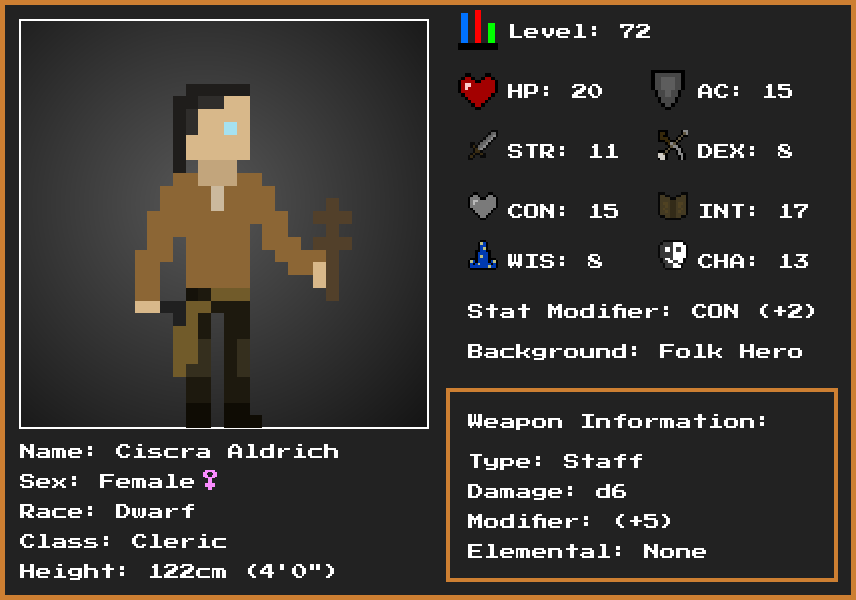 Level: 72
HP: 20
AC: 15
STR: 11
DEX: 8
CON: 15
INT: 17
WIS: 8
CHA: 13
Stat Modifier: CON (+2)
Background: Folk Hero
Weapon Information:
Type: Staff
Damage: d6
Modifier: (+5)
Elemental: None
Name: Ciscra Aldrich
Sex: Female♀
Race: Dwarf
Class: Cleric
Height: 122cm (4'0")